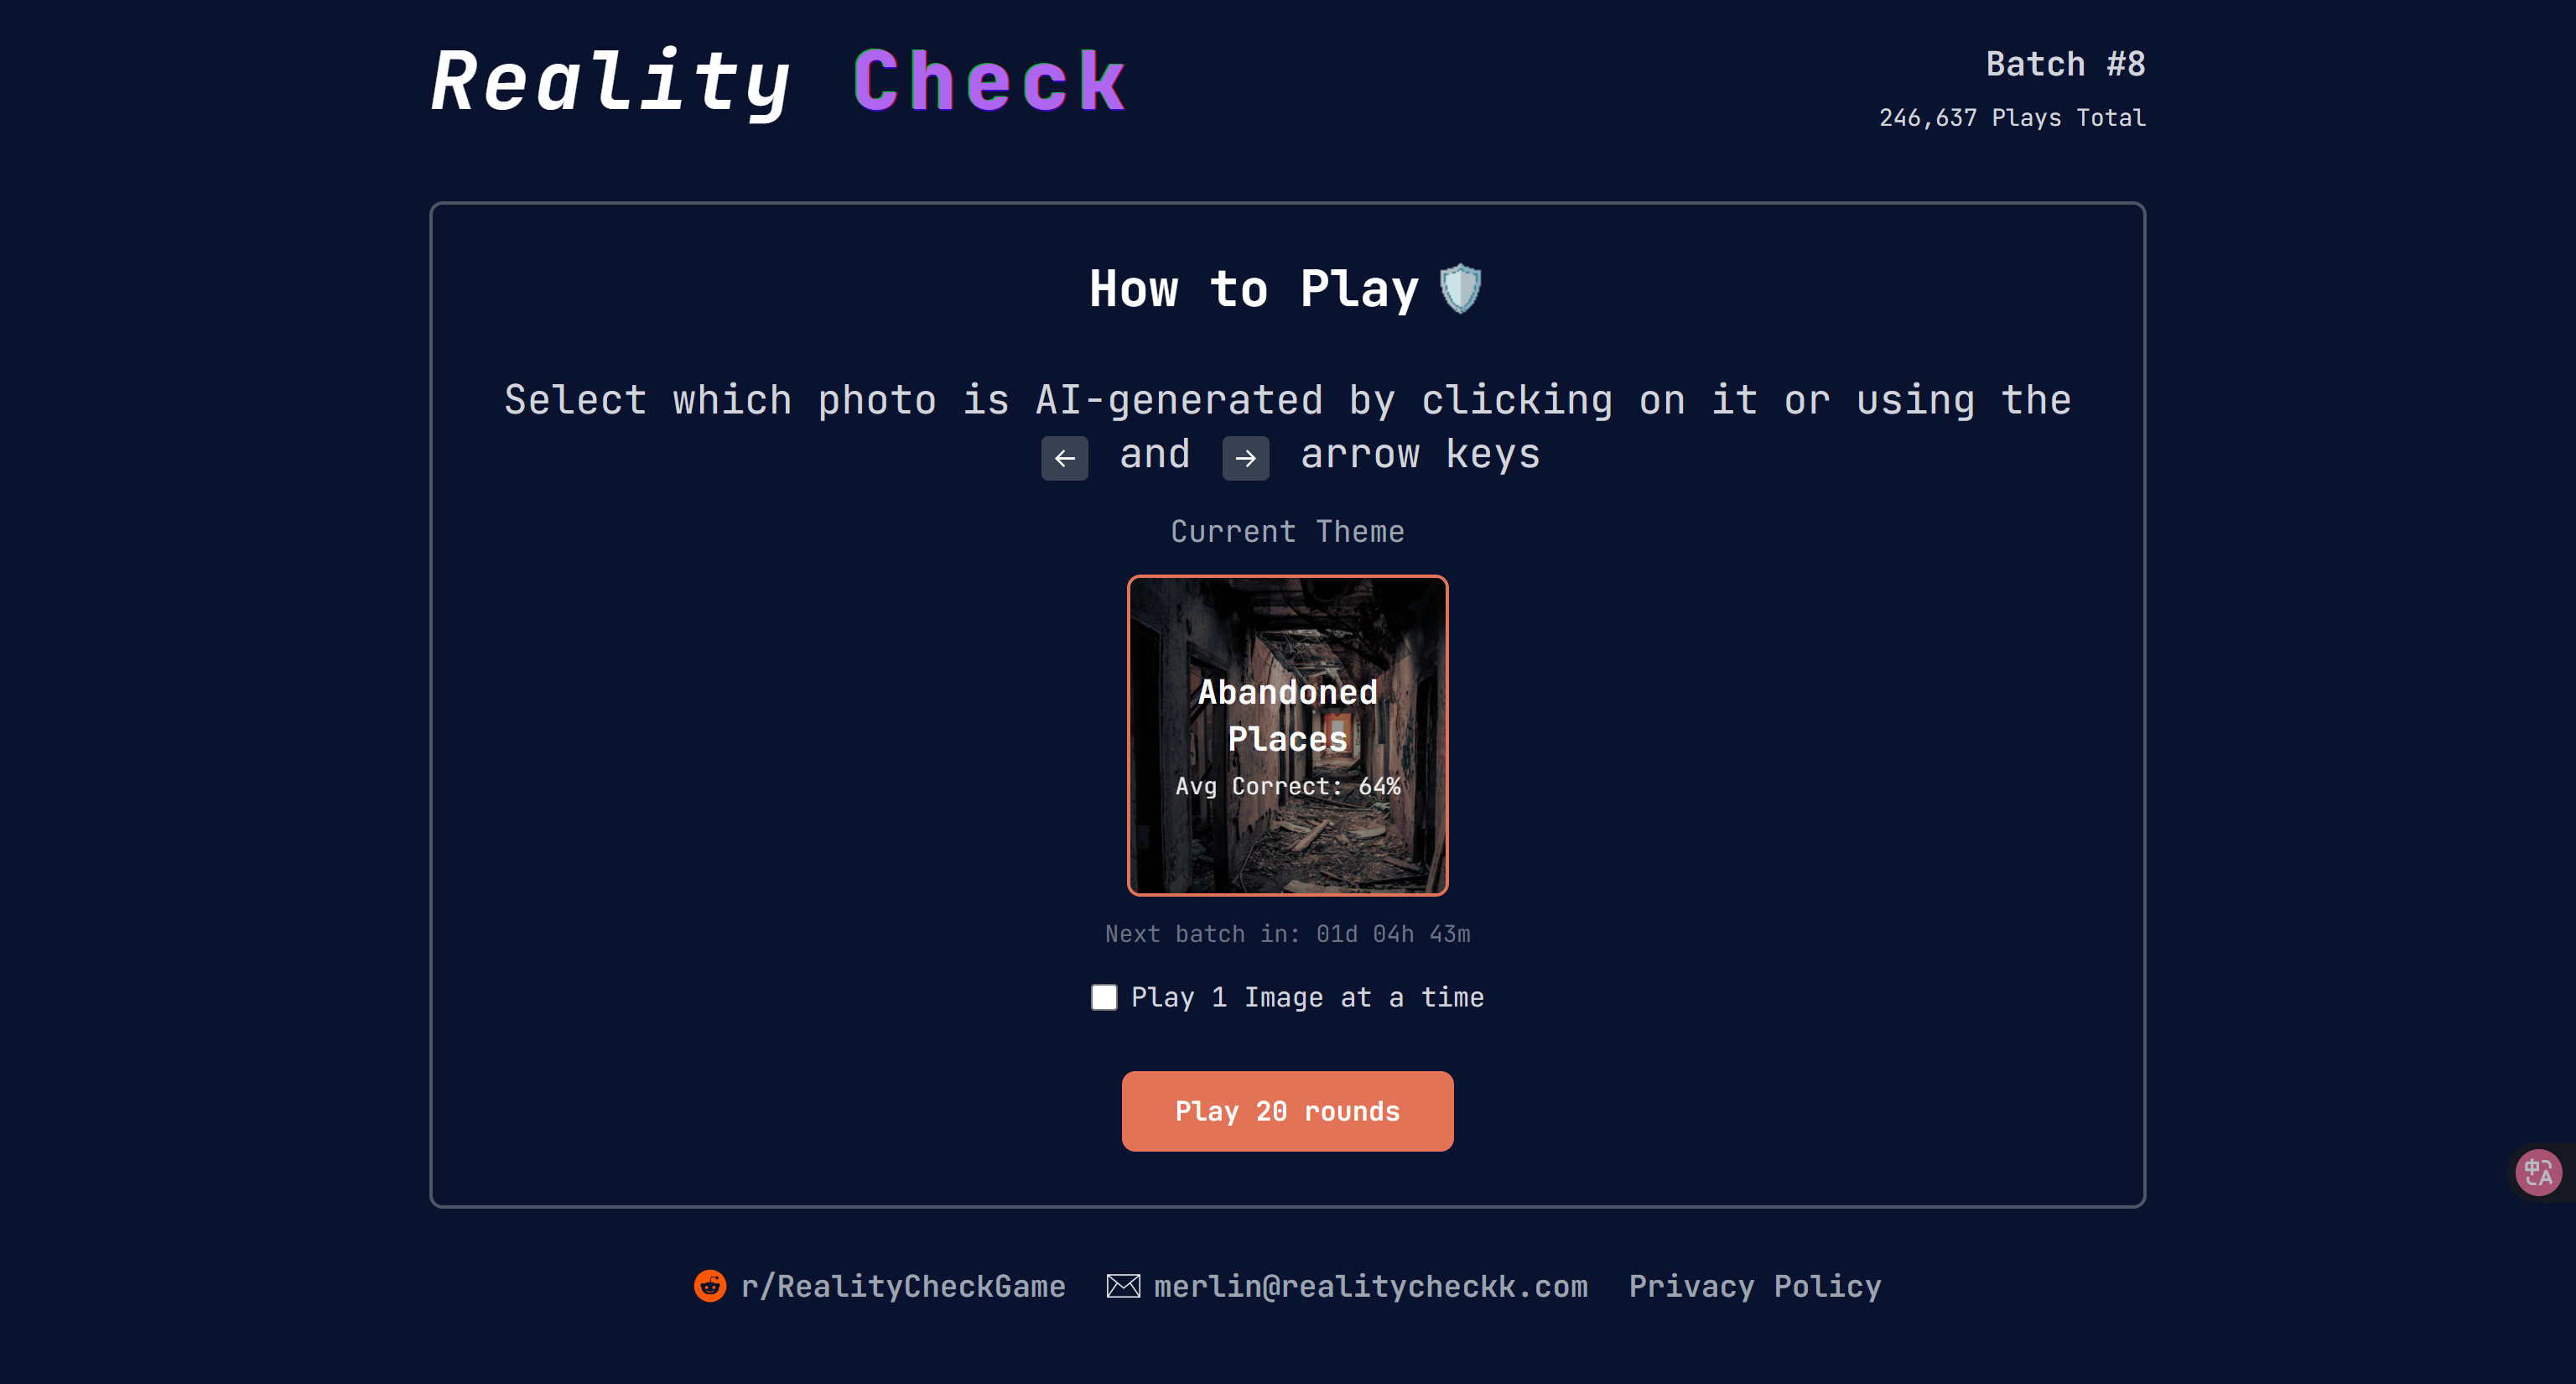 Reality Check
Batch #8
246,637 Plays Total
How to Play
Select which photo is AI-generated by clicking on it or using the
← and → arrow keys
Current Theme
Abandoned
Places
Avg Correct: 64%
Next batch in: 01d 04h 43m
Play 1 Image at a time
Play 20 rounds
r/RealityCheckGame
merlin@realitycheckk.com
Privacy Policy
中A